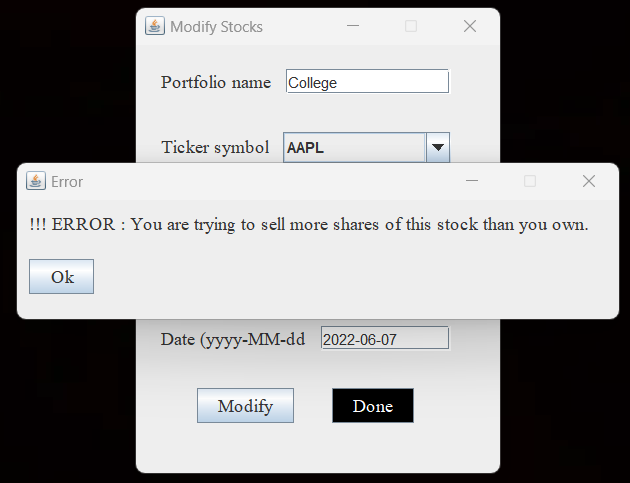 Modify Stocks
Portfolio name College
Ticker symbol AAPL
Error
!!! ERROR : You are trying to sell more shares of this stock than you own.
Ok
Date (yyyy-MM-dd 2022-06-07
Modify Done